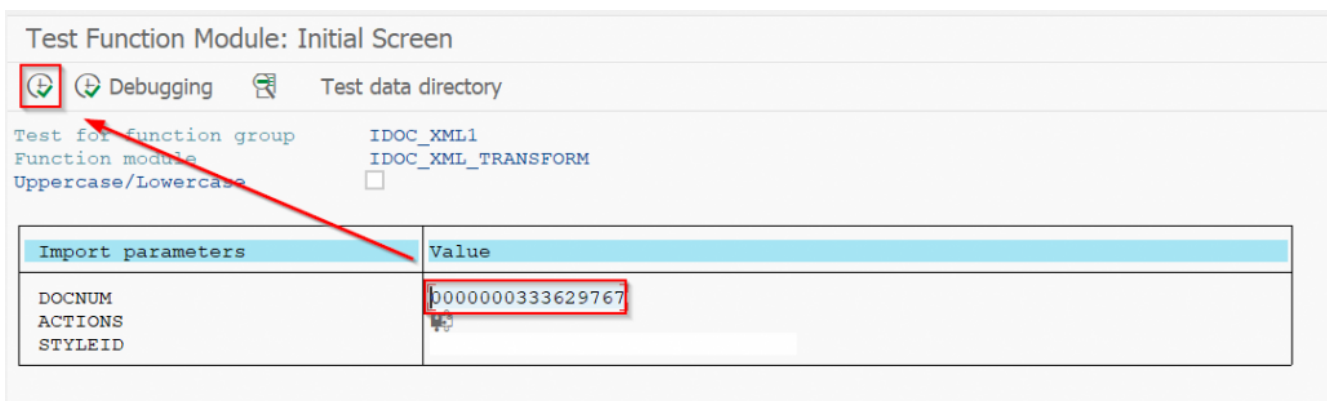 Test Function Module: Initial Screen
Debugging Test data directory
Test for function group IDOC_XML1
Function module IDOC_XML_TRANSFORM
Uppercase/Lowercase
Import parameters Value
DOCNUM 0000000333629767
ACTIONS
STYLEID